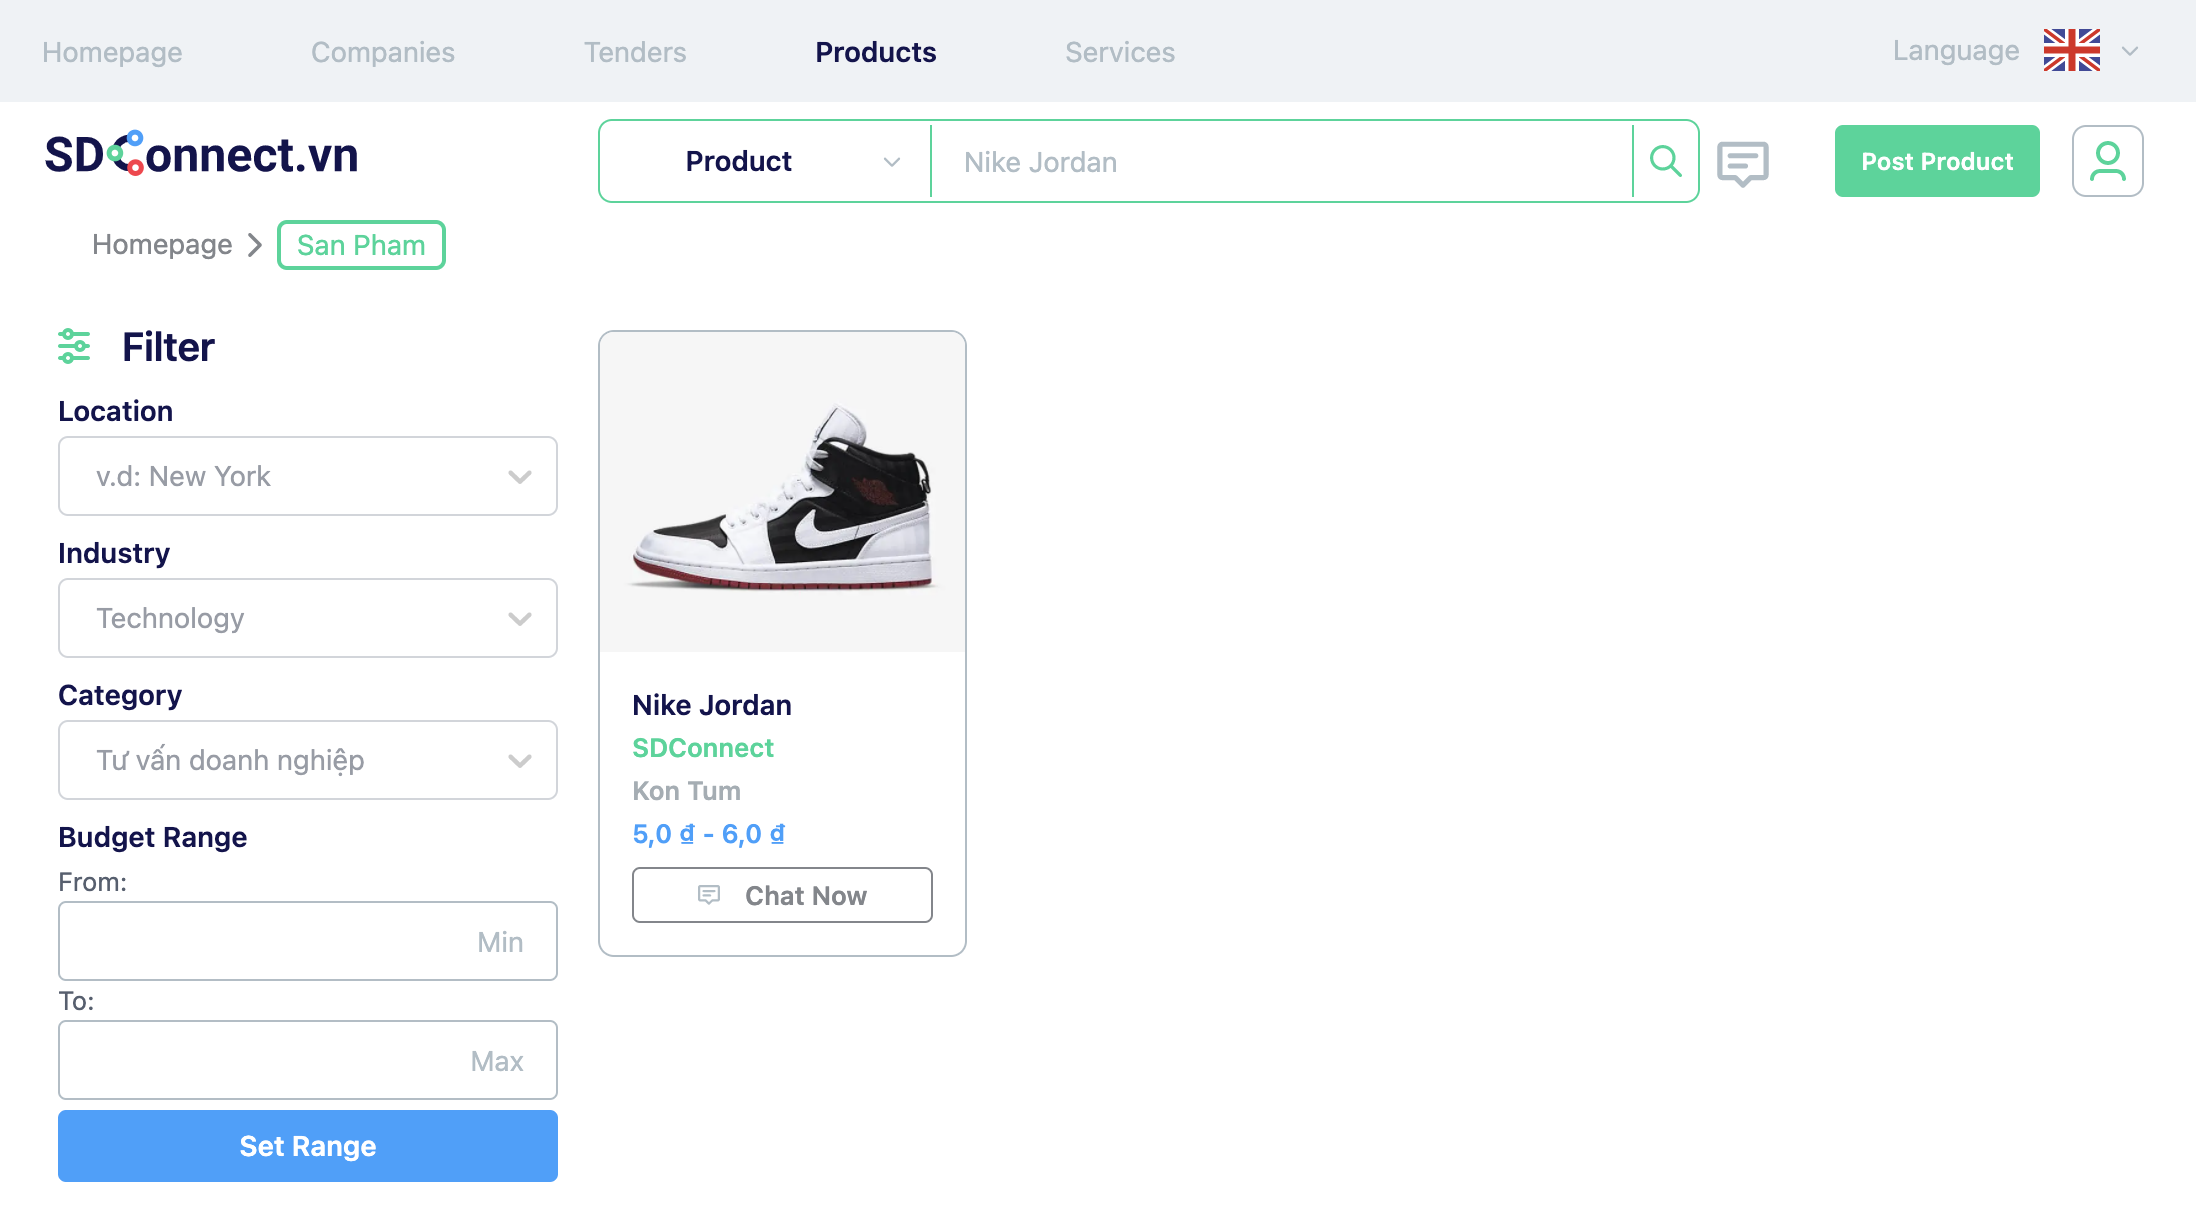 Homepage Companies Tenders Products Services Language
SDConnect.vn
Product Nike Jordan Post Product
Homepage San Pham
Filter
Location
v.d: New York
Industry
Technology
Category
Tư vấn doanh nghiệp
Budget Range
From:
Min
To:
Max
Set Range
Nike Jordan
SDConnect
Kon Tum
5,0 ₫ - 6,0 ₫
Chat Now